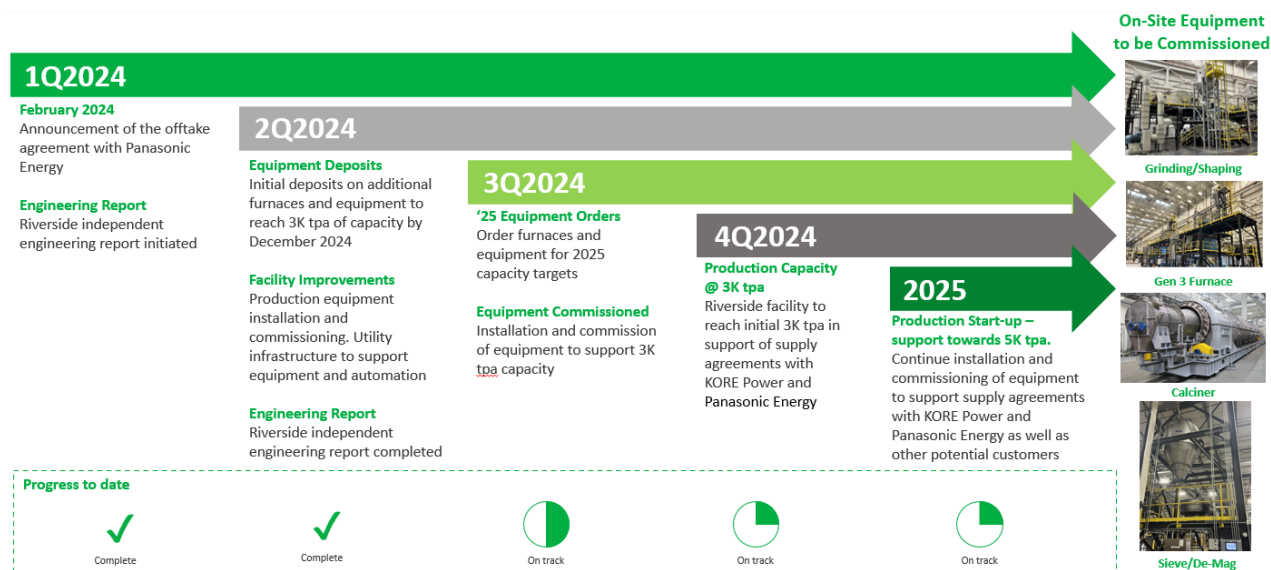 On-Site Equipment
to be Commissioned
1Q2024
February 2024
Announcement of the offtake
agreement with Panasonic
Energy
Engineering Report
Riverside independent
engineering report initiated
2Q2024
Equipment Deposits
Initial deposits on additional
furnaces and equipment to
reach 3K tpa of capacity by
December 2024
Facility Improvements
Production equipment
installation and
commissioning. Utility
infrastructure to support
equipment and automation
Engineering Report
Riverside independent
engineering report completed
3Q2024
‘25 Equipment Orders
Order furnaces and
equipment for 2025
capacity targets
Equipment Commissioned
Installation and commission
of equipment to support 3K
tpa capacity
4Q2024
Production Capacity
@ 3K tpa
Riverside facility to
reach initial 3K tpa in
support of supply
agreements with
KORE Power and
Panasonic Energy
2025
Production Start-up –
support towards 5K tpa.
Continue installation and
commissioning of equipment
to support supply agreements
with KORE Power and
Panasonic Energy as well as
other potential customers
Grinding/Shaping
Gen 3 Furnace
Calciner
Sieve/De-Mag
Progress to date
Complete
Complete
On track
On track
On track